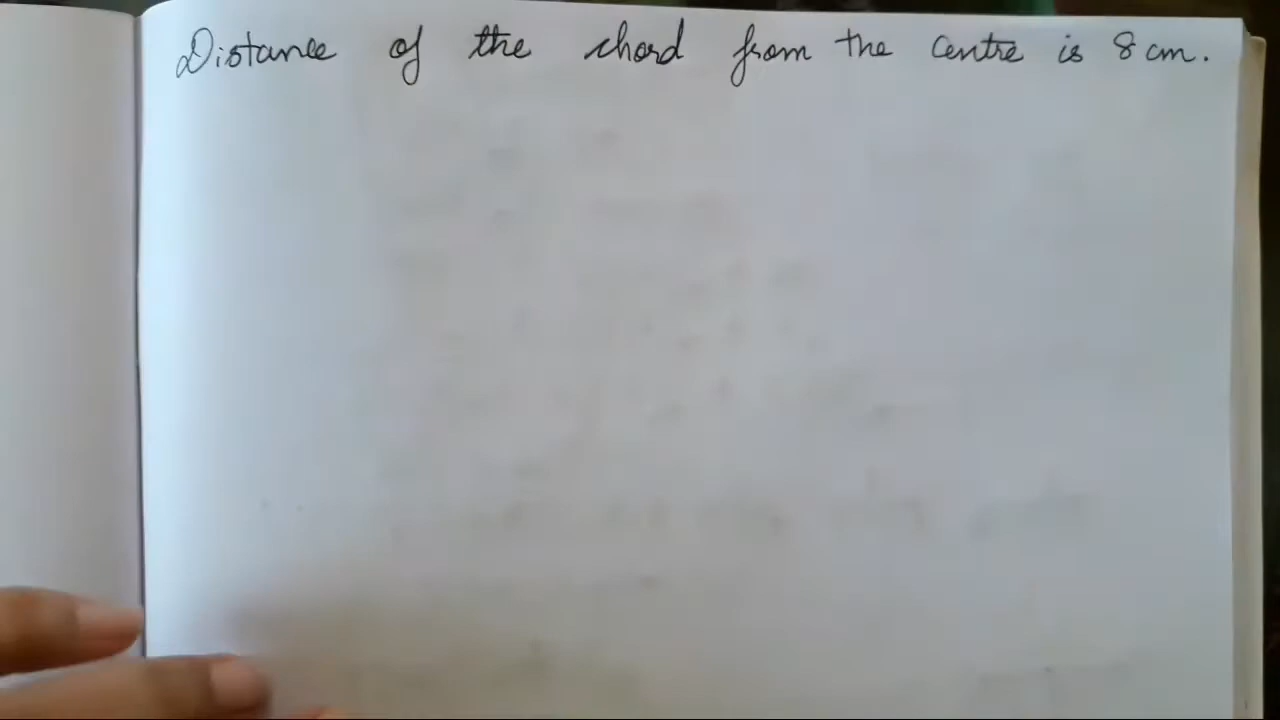 Distance of the chord from the centre is 8 cm.